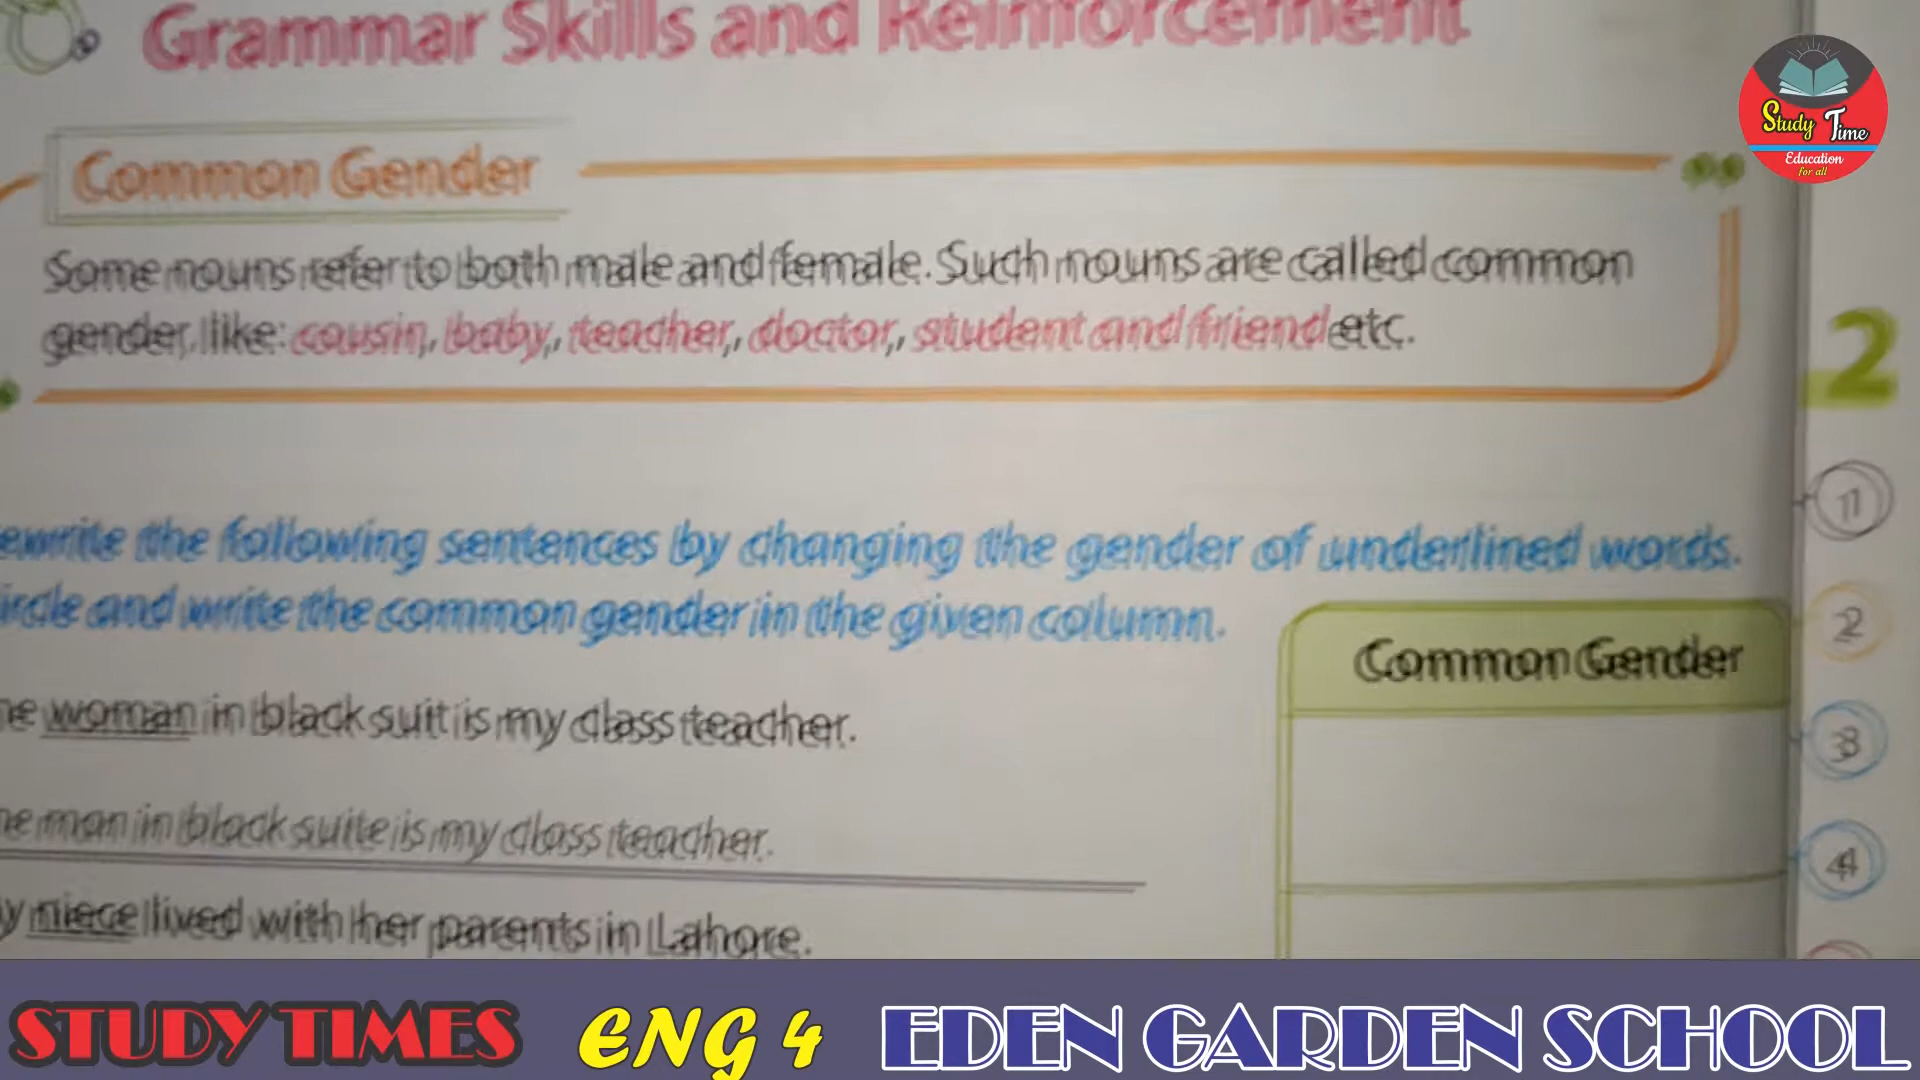 Grammar Skills and Reinforcement
Study Time
Education
for all
Common Gender
Some nouns refer to both male and female. Such nouns are called common
gender, like: cousin, baby, teacher, doctor, student and friend etc.
2
1
ewrite the following sentences by changing the gender of underlined words.
ircle and write the common gender in the given column.
2
Common Gender
he woman in black suit is my class teacher.
3
he man in black suite is my class teacher.
4
y niece lived with her parents in Lahore.
STUDY TIMES ENG 4 EDEN GARDEN SCHOOL